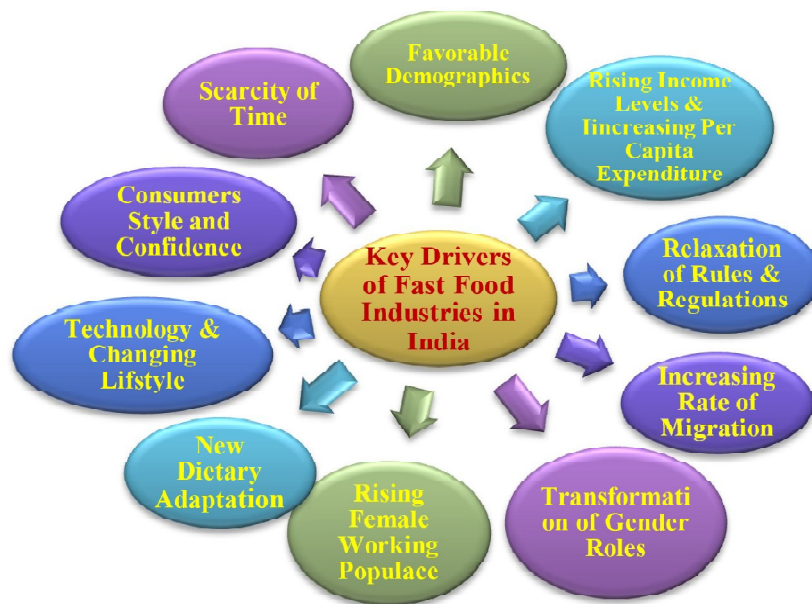 Favorable
Demographics
Rising Income
Levels &
Iincreasing Per
Capita
Expenditure
Relaxation
of Rules &
Regulations
Increasing
Rate of
Migration
Transformati
on of Gender
Roles
Rising
Female
Working
Populace
New
Dictary
Adaptation
Technology &
Changing
Lifstyle
Consumers
Style and
Confidence
Scarcity of
Time
Key Drivers
of Fast Food
Industries in
India